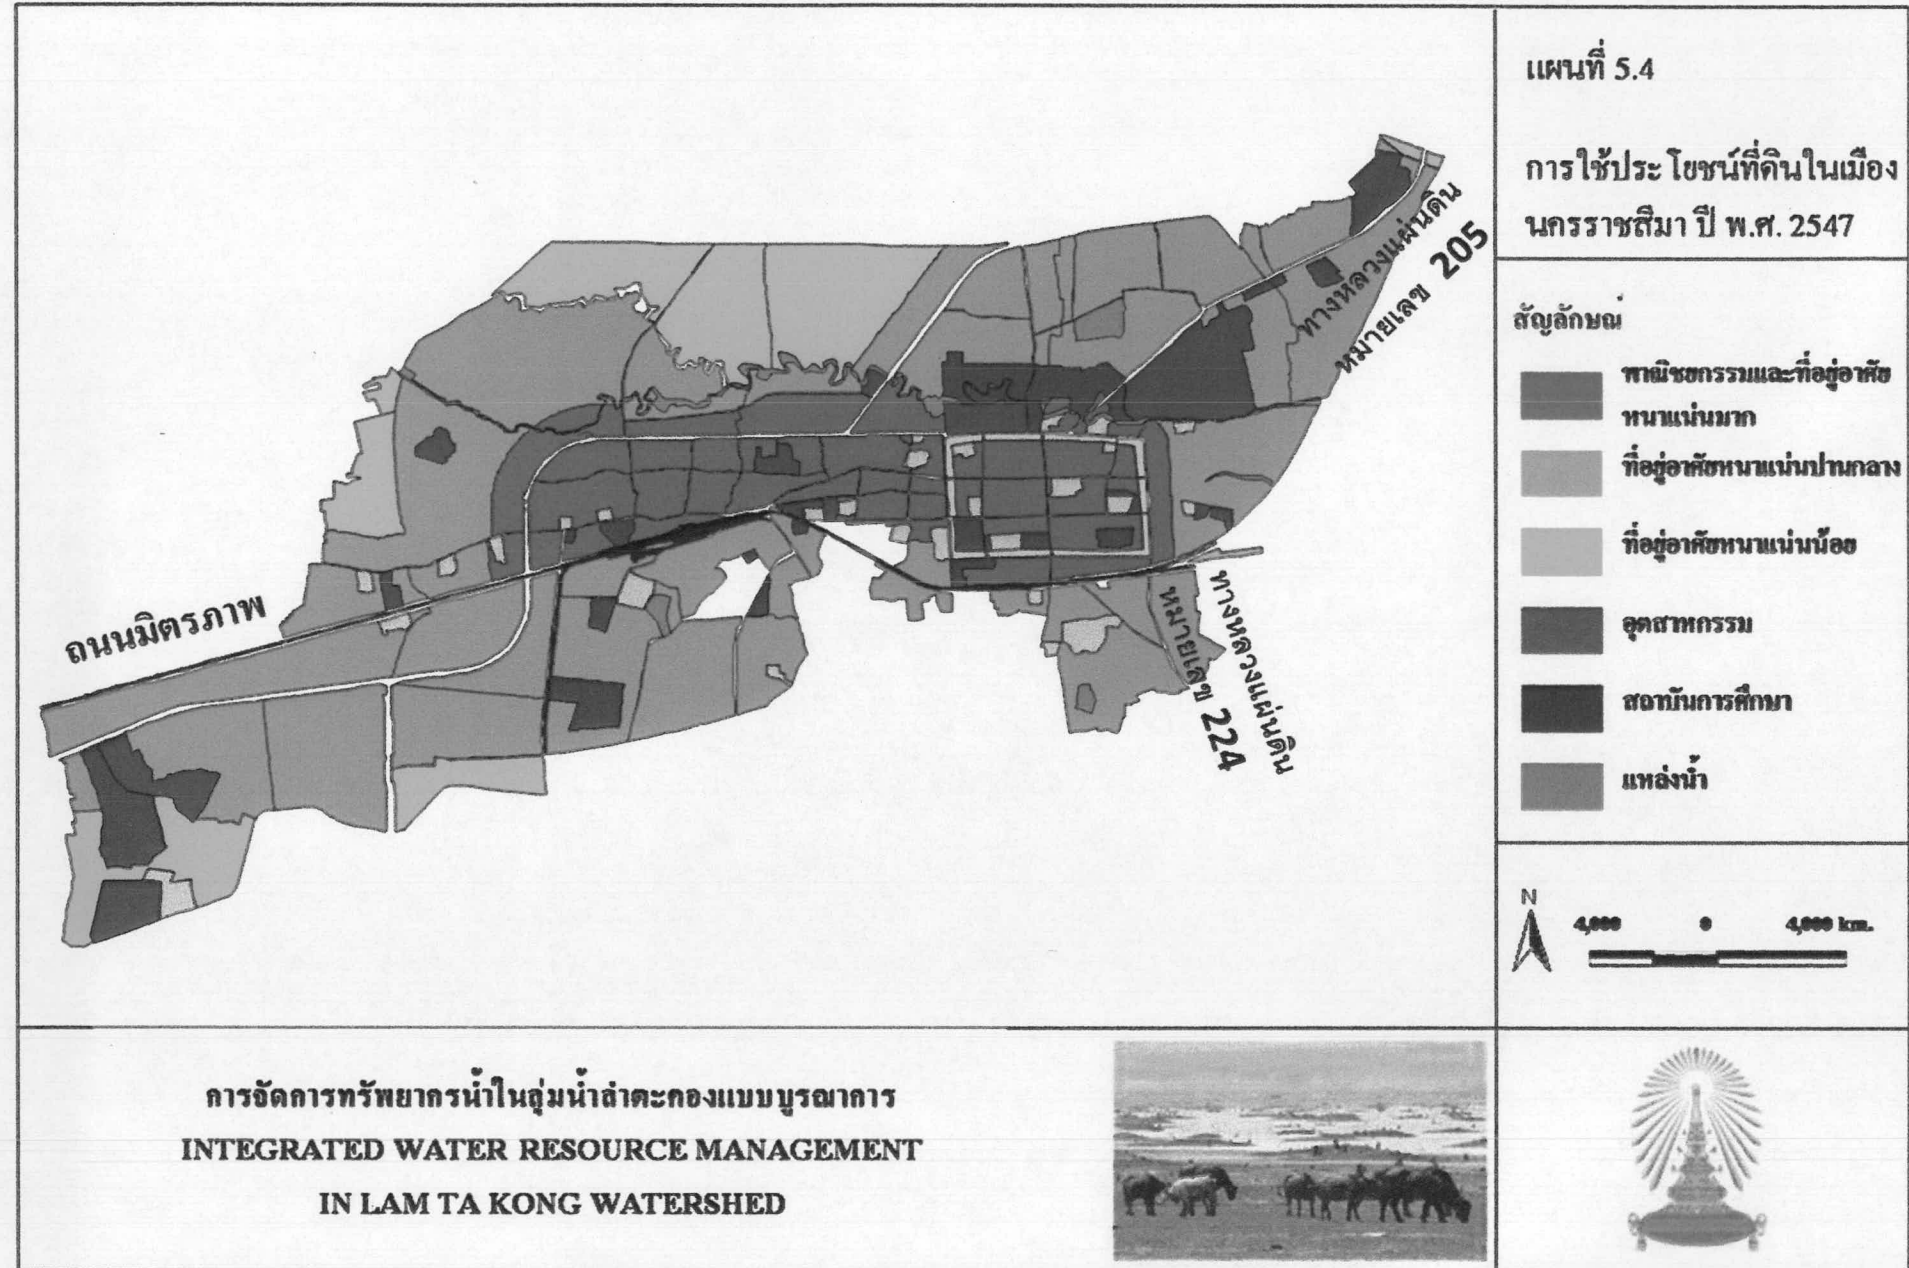 แผนที่ 5.4
การใช้ประโยชน์ที่ดินในเมือง
นครราชสีมา ปี พ.ศ. 2547
ทางหลวงแผ่นดิน
หมายเลข 205
ถนนมิตรภาพ
ทางหลวงแผ่นดิน
หมายเลข 224
สัญลักษณ์
พาณิชยกรรมและที่อยู่อาศัย
หนาแน่นมาก
ที่อยู่อาศัยหนาแน่นปานกลาง
ที่อยู่อาศัยหนาแน่นน้อย
อุตสาหกรรม
สถาบันการศึกษา
แหล่งน้ำ
N
4,000 0 4,000 km.
การจัดการทรัพยากรน้ำในลุ่มน้ำลำตะคองแบบบูรณาการ
INTEGRATED WATER RESOURCE MANAGEMENT
IN LAM TA KONG WATERSHED